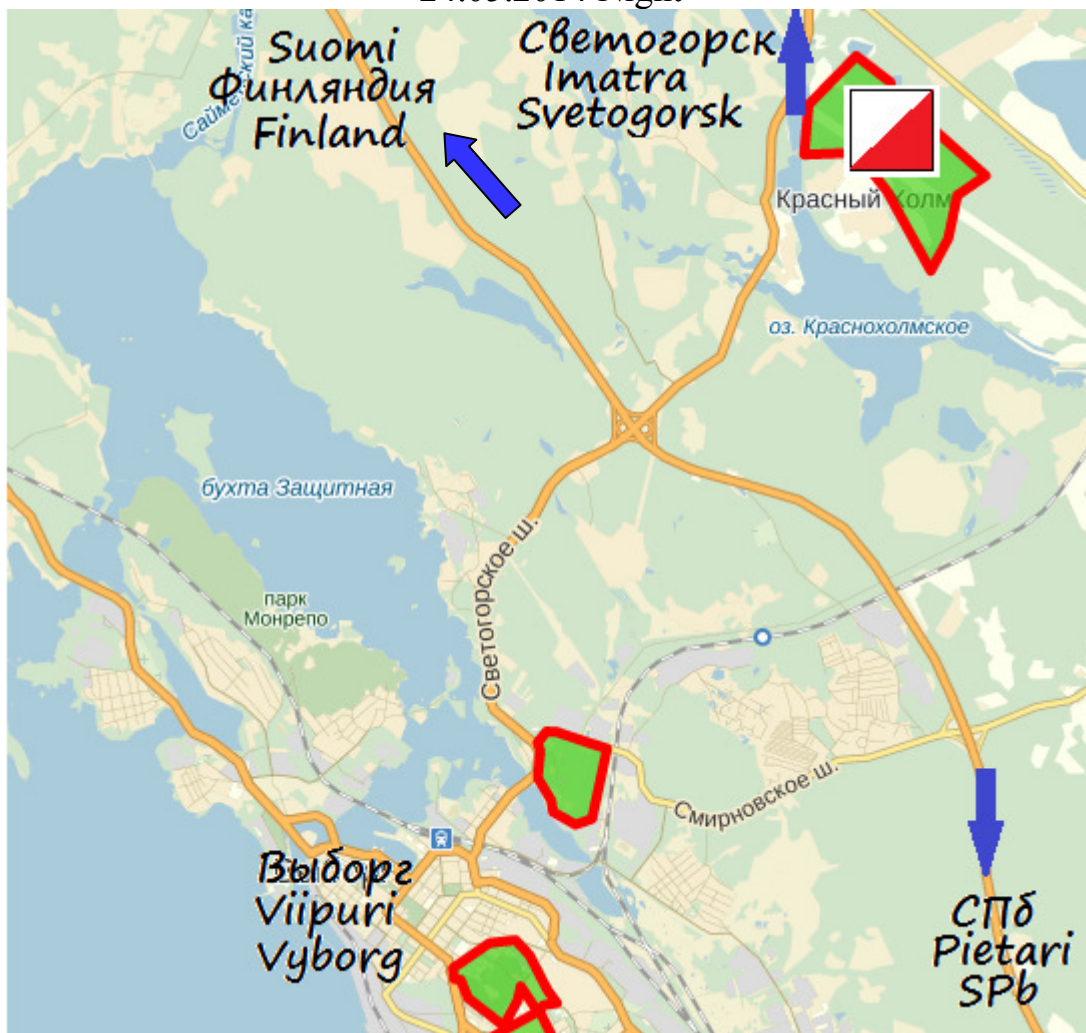 Night
Suomi
Финляндия
Finland
Светогорск
Imatra
Svetogorsk
Красный Холм
оз. Краснохолмское
бухта Защитная
Светогорское ш.
парк
Монрепо
Смирновское ш.
Выборг
Viipuri
Vyborg
СПб
Pietari
SPb